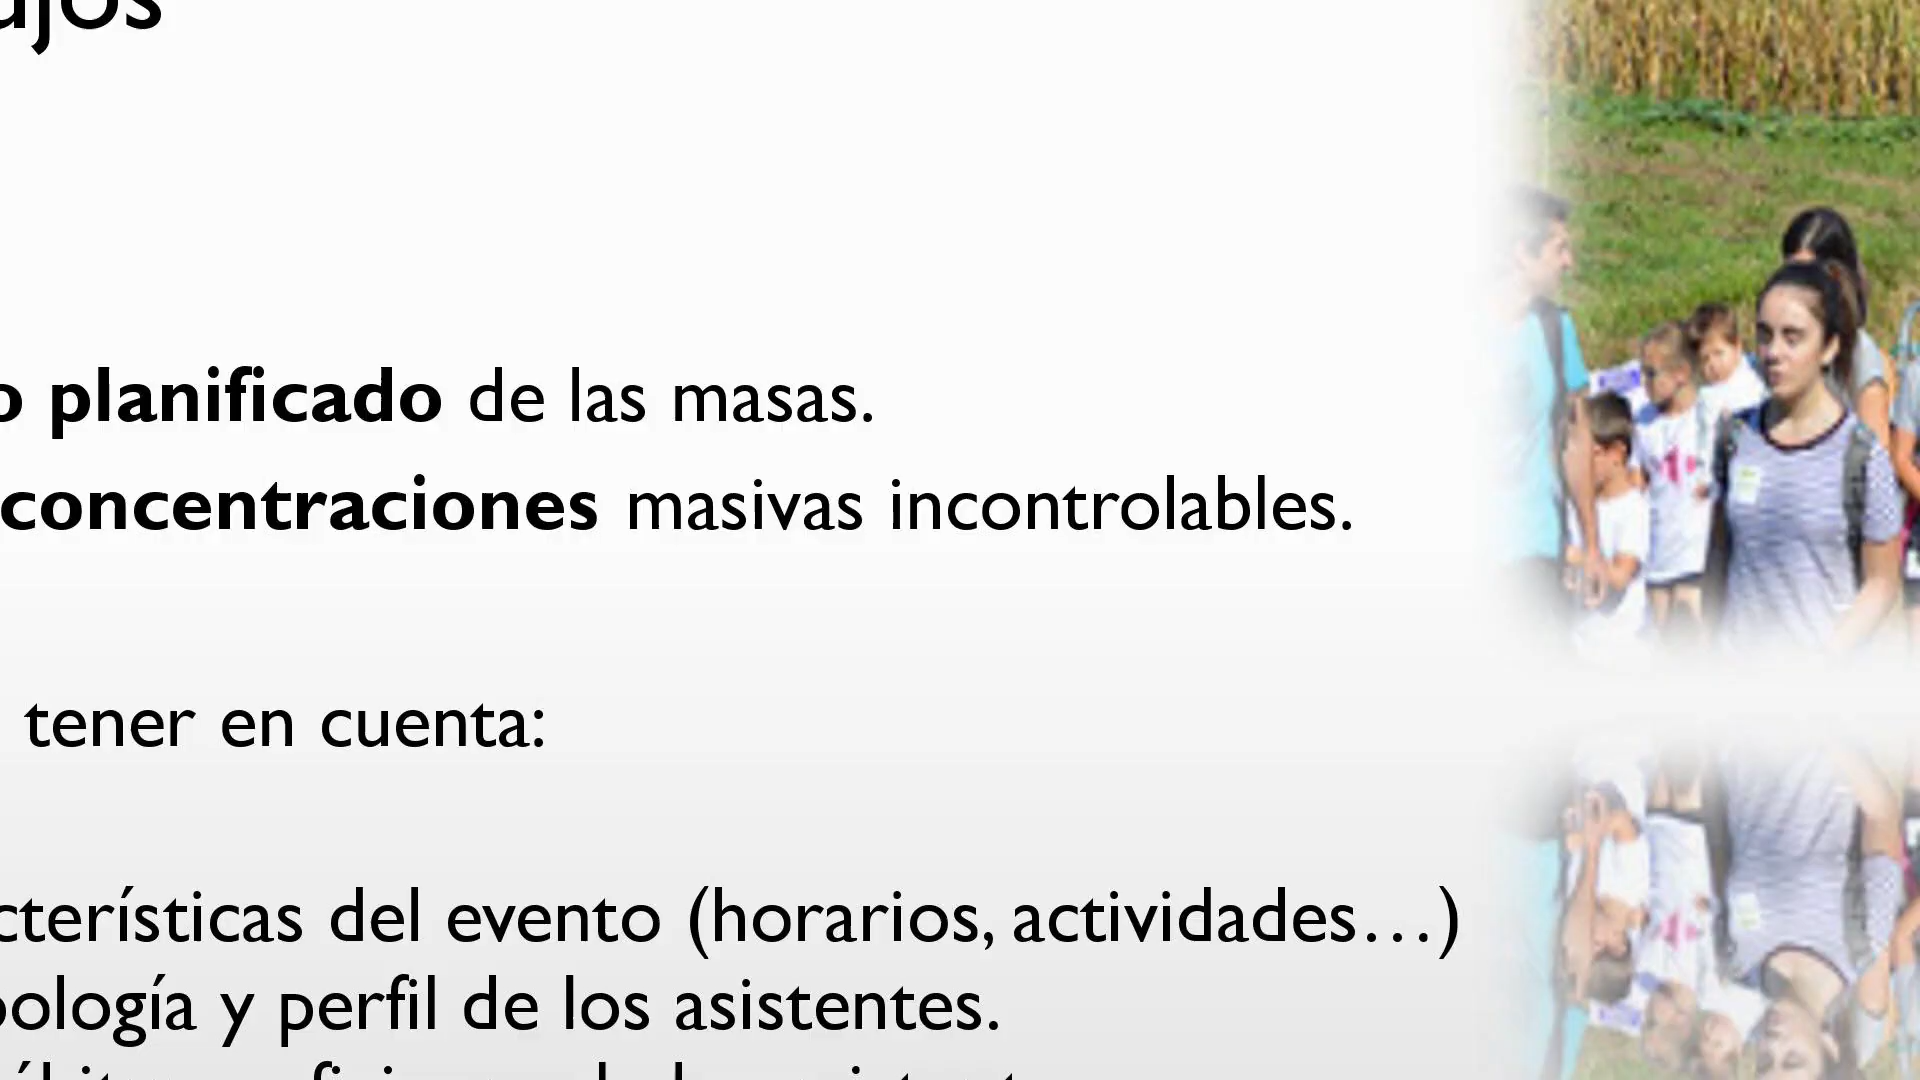 ujos
o planificado de las masas.
concentraciones masivas incontrolables.
tener en cuenta:
cterísticas del evento (horarios, actividades…)
pología y perfil de los asistentes.